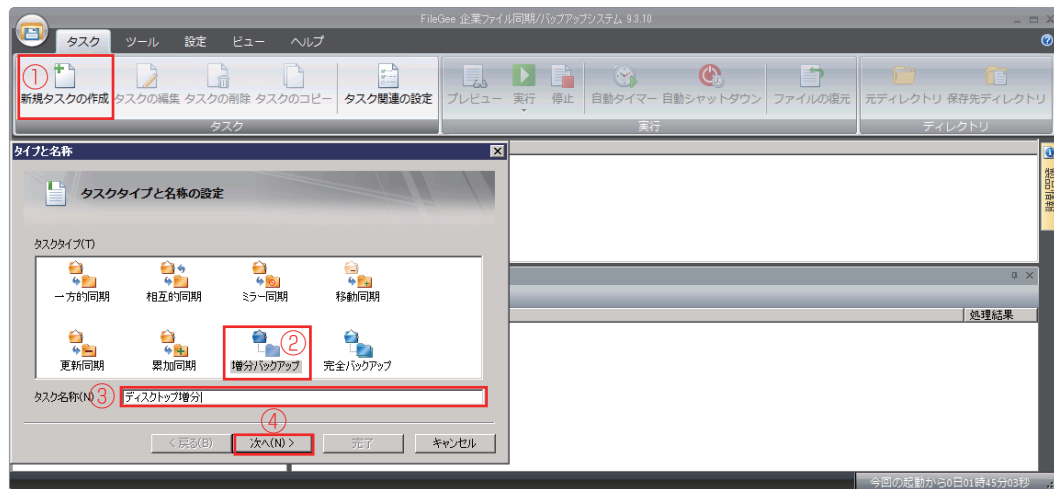 FileGee 企業ファイル同期/バップアップシステム 9.3.10
タスク ツール 設定 ビュー ヘルプ
①
新規タスクの作成 タスクの編集 タスクの削除 タスクのコピー タスク関連の設定 プレビュー 実行 停止 自動タイマー 自動シャットダウン ファイルの復元 元ディレクトリ 保存先ディレクトリ
タスク 実行 ディレクトリ
タイプと名称
タスクタイプと名称の設定
タスクタイプ(T)
一方的同期 相互的同期 ミラー同期 移動同期
処理結果
②
更新同期 累加同期 増分バックアップ 完全バックアップ
タスク名称(N) ③ ディスクトップ増分
④
< 戻る(B) 次へ(N) > 完了 キャンセル
今回の起動から0日01時45分03秒